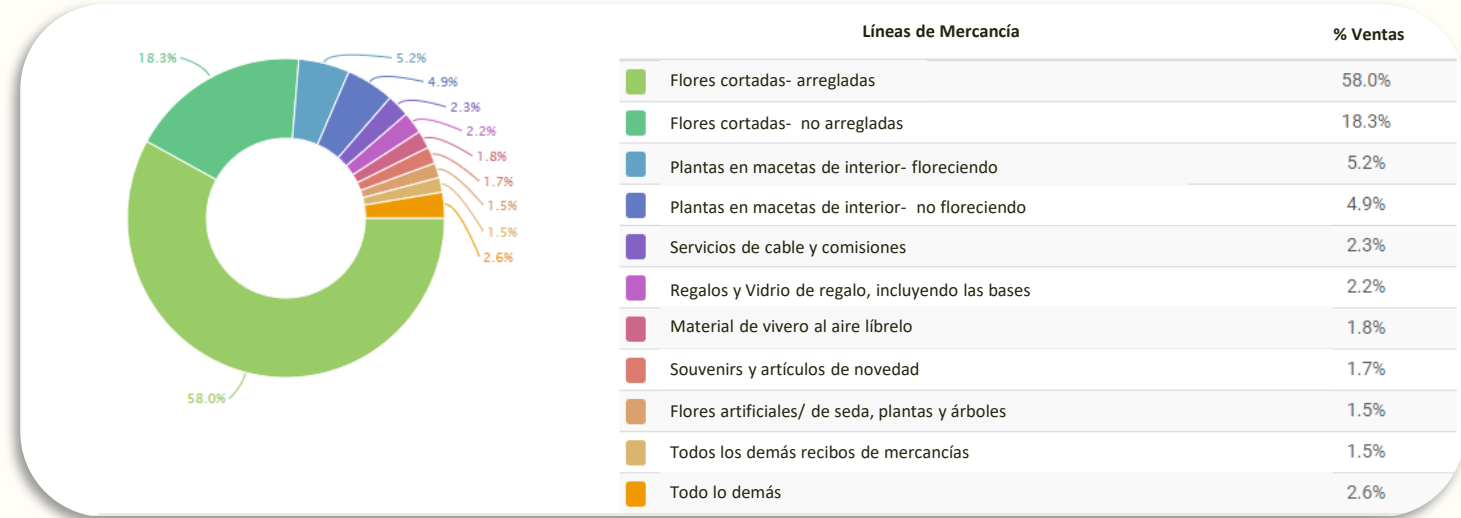 Líneas de Mercancía
% Ventas
18.3%
5.2%
4.9%
2.3%
2.2%
1.8%
1.7%
1.5%
1.5%
2.6%
58.0%
Flores cortadas- arregladas 58.0%
Flores cortadas- no arregladas 18.3%
Plantas en macetas de interior- floreciendo 5.2%
Plantas en macetas de interior- no floreciendo 4.9%
Servicios de cable y comisiones 2.3%
Regalos y Vidrio de regalo, incluyendo las bases 2.2%
Material de vivero al aire líbrelo 1.8%
Souvenirs y artículos de novedad 1.7%
Flores artificiales/ de seda, plantas y árboles 1.5%
Todos los demás recibos de mercancías 1.5%
Todo lo demás 2.6%